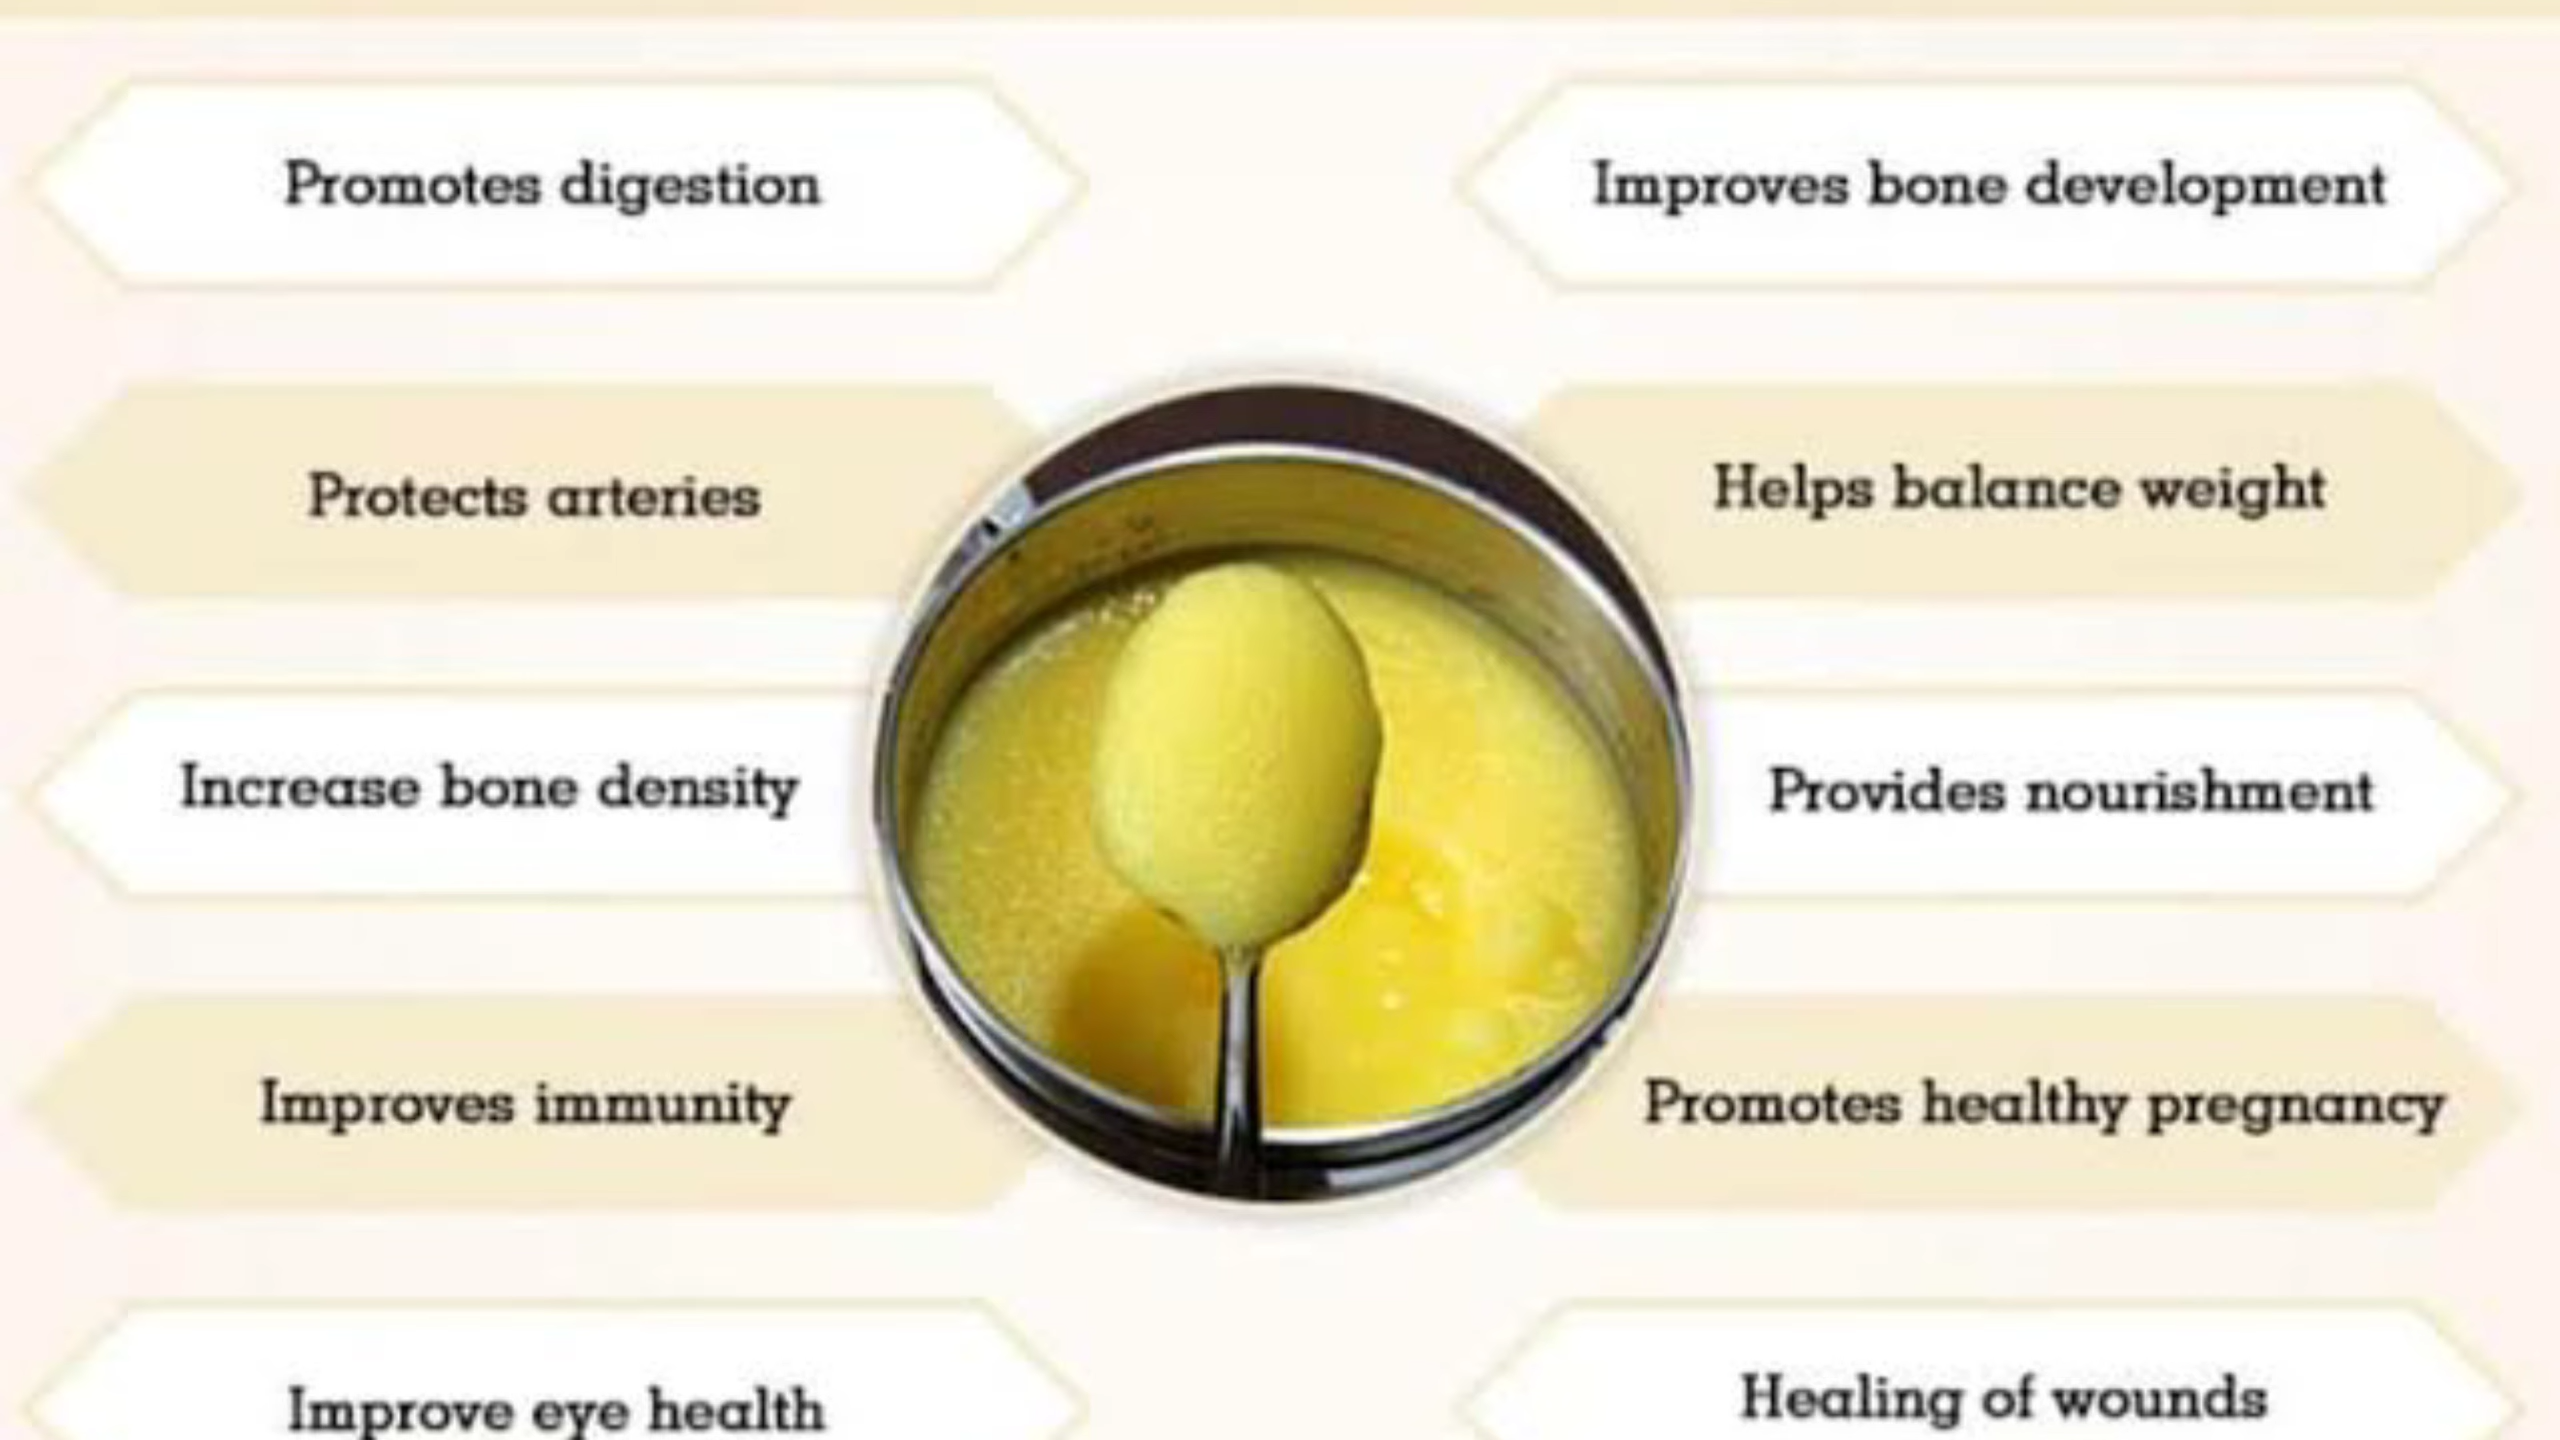 Promotes digestion
Improves bone development
Protects arteries
Helps balance weight
Increase bone density
Provides nourishment
Improves immunity
Promotes healthy pregnancy
Improve eye health
Healing of wounds